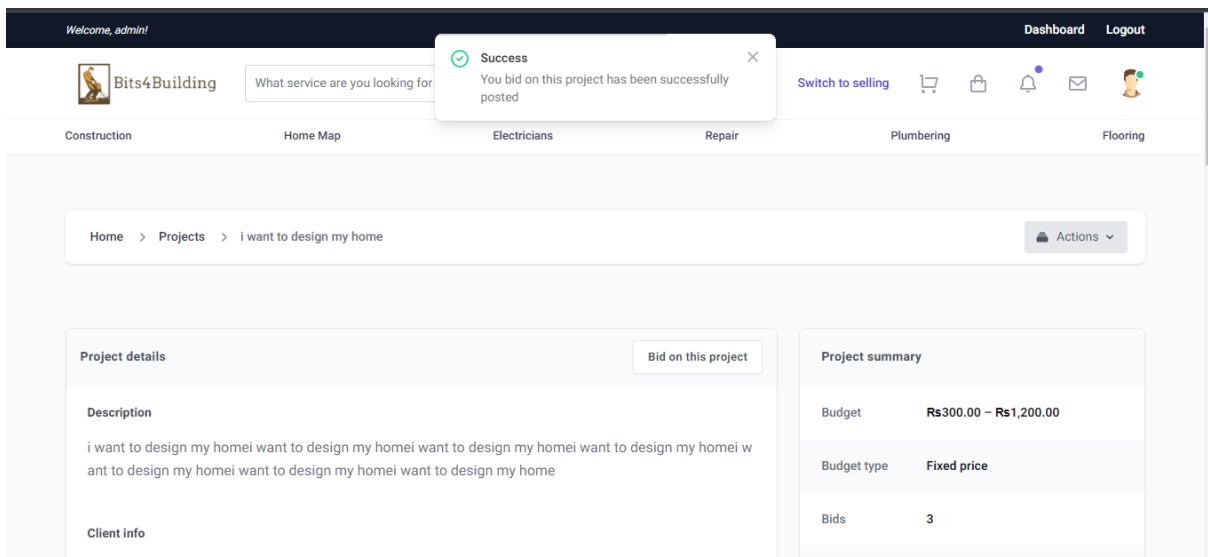 Welcome, admin!
Dashboard Logout
Success
You bid on this project has been successfully
posted
Bits4Building
What service are you looking for
Switch to selling
Construction Home Map Electricians Repair Plumbering Flooring
Home > Projects > i want to design my home
Actions
Project details
Bid on this project
Description
i want to design my homei want to design my homei want to design my homei want to design my homei w
ant to design my homei want to design my homei want to design my home
Client info
Project summary
Budget Rs300.00 – Rs1,200.00
Budget type Fixed price
Bids 3